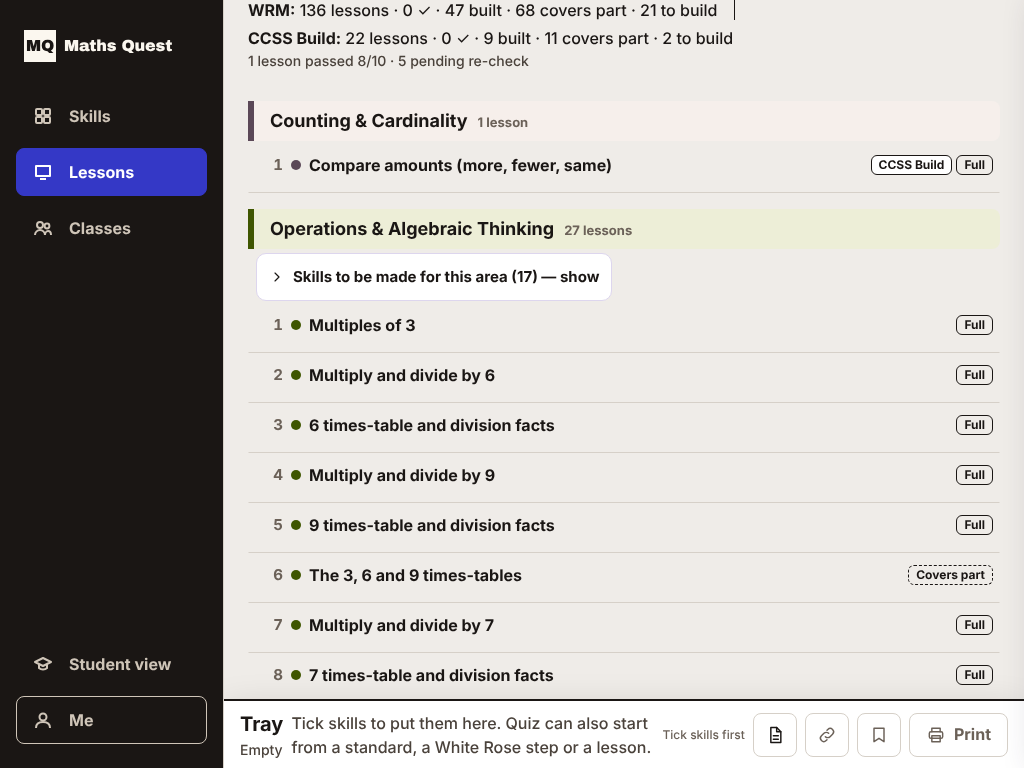 MQ Maths Quest
Skills
Lessons
Classes
Student view
Me
WRM: 136 lessons · 0 ✓ · 47 built · 68 covers part · 21 to build
CCSS Build: 22 lessons · 0 ✓ · 9 built · 11 covers part · 2 to build
1 lesson passed 8/10 · 5 pending re-check
Counting & Cardinality 1 lesson
1 Compare amounts (more, fewer, same) CCSS Build Full
Operations & Algebraic Thinking 27 lessons
Skills to be made for this area (17) — show
1 Multiples of 3 Full
2 Multiply and divide by 6 Full
3 6 times-table and division facts Full
4 Multiply and divide by 9 Full
5 9 times-table and division facts Full
6 The 3, 6 and 9 times-tables Covers part
7 Multiply and divide by 7 Full
8 7 times-table and division facts Full
Tray Tick skills to put them here. Quiz can also start
Empty from a standard, a White Rose step or a lesson.
Tick skills first
Print